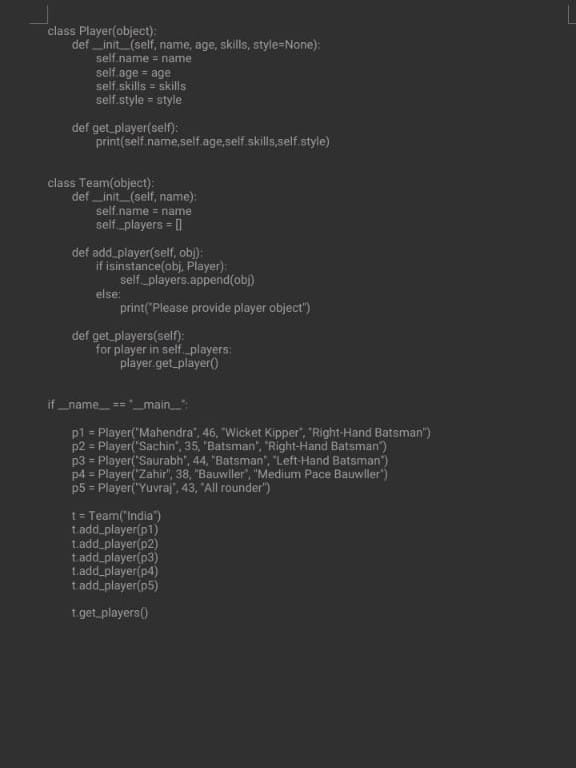 class Player(object):
def __init__(self, name, age, skills, style=None):
self.name = name
self.age = age
self.skills = skills
self.style = style
def get_player(self):
print(self.name,self.age,self.skills,self.style)
class Team(object):
def __init__(self, name):
self.name = name
self._players = []
def add_player(self, obj):
if isinstance(obj, Player):
self._players.append(obj)
else:
print("Please provide player object")
def get_players(self):
for player in self._players:
player.get_player()
if __name__ == "__main__":
p1 = Player("Mahendra", 46, "Wicket Kipper", "Right-Hand Batsman")
p2 = Player("Sachin", 35, "Batsman", "Right-Hand Batsman")
p3 = Player("Saurabh", 44, "Batsman", "Left-Hand Batsman")
p4 = Player("Zahir", 38, "Bauwller", "Medium Pace Bauwller")
p5 = Player("Yuvraj", 43, "All rounder")
t = Team("India")
t.add_player(p1)
t.add_player(p2)
t.add_player(p3)
t.add_player(p4)
t.add_player(p5)
t.get_players()